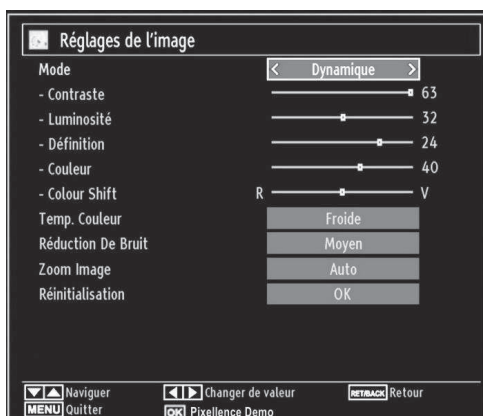 Réglages de l'image
Mode < Dynamique >
- Contraste 63
- Luminosité 32
- Définition 24
- Couleur 40
- Colour Shift R V
Temp. Couleur Froide
Réduction De Bruit Moyen
Zoom Image Auto
Réinitialisation OK
Naviguer Changer de valeur RET/BACK Retour
MENU Quitter OK Pixellence Demo